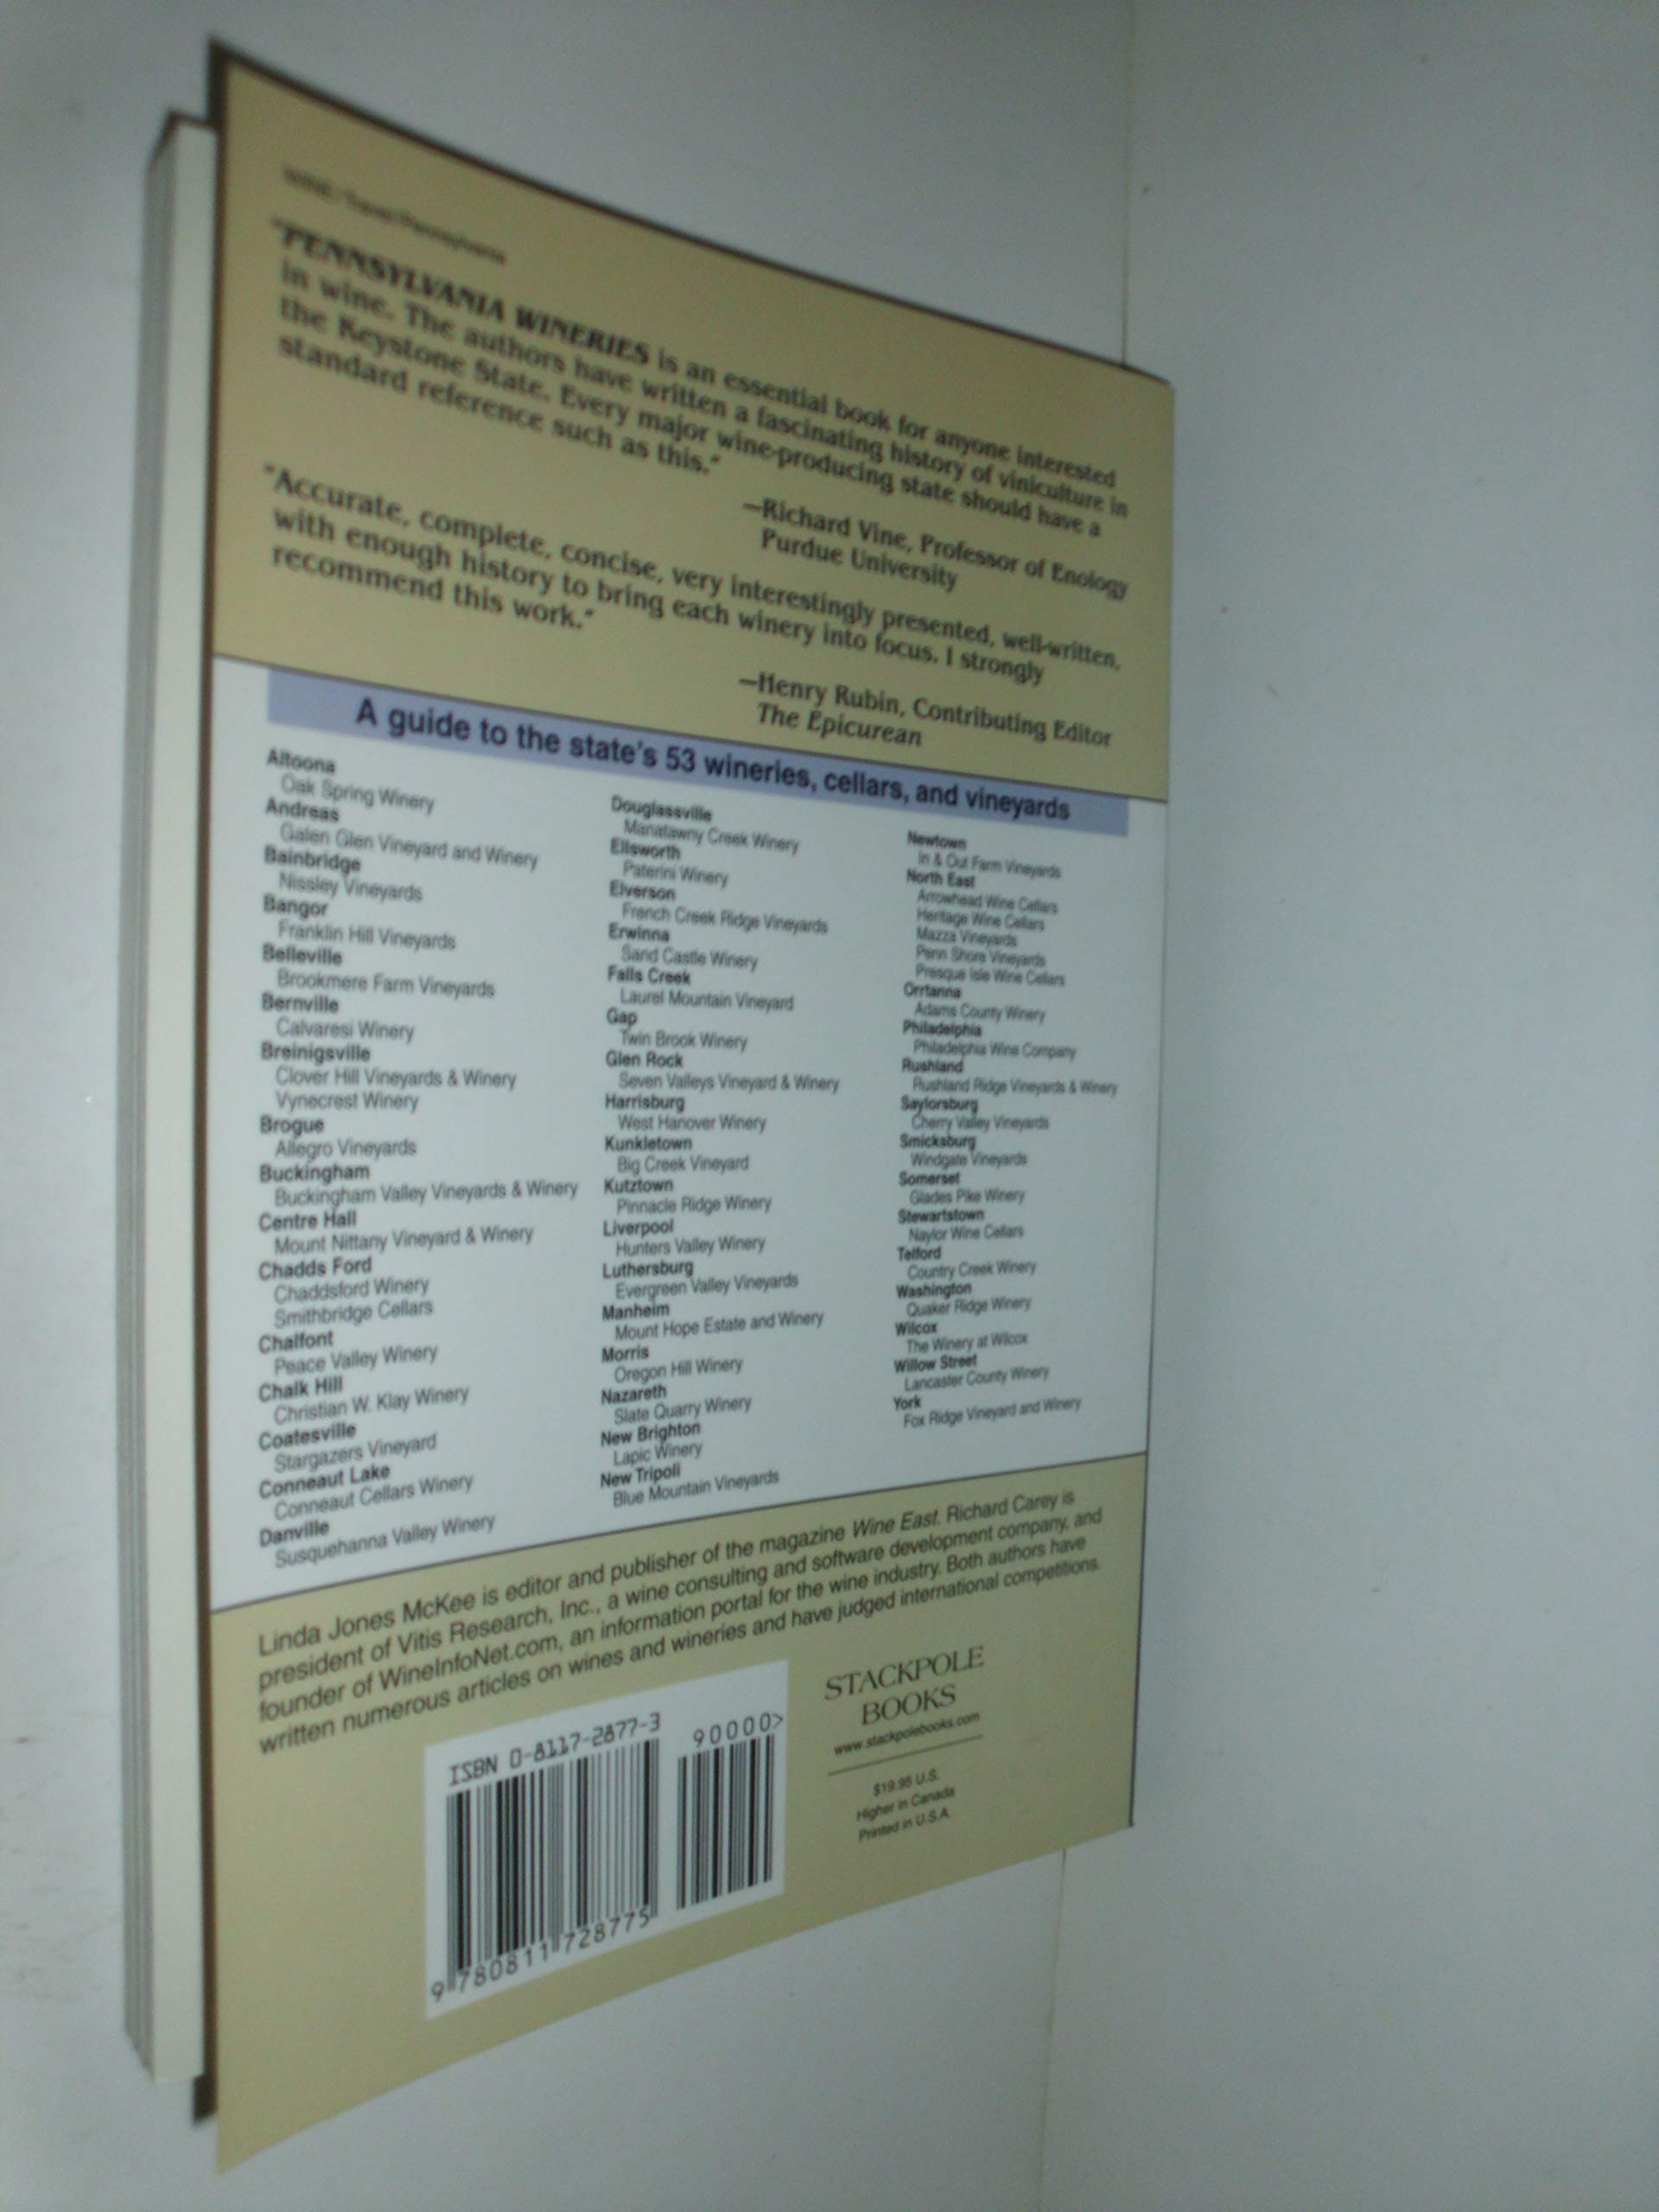 WINE / Travel/Pennsylvania
"PENNSYLVANIA WINERIES is an essential book for anyone interested
in wine. The authors have written a fascinating history of viniculture in
the Keystone State. Every major wine-producing state should have a
standard reference such as this."
—Richard Vine, Professor of Enology
Purdue University
"Accurate, complete, concise, very interestingly presented, well-written,
with enough history to bring each winery into focus. I strongly
recommend this work."
—Henry Rubin, Contributing Editor
The Epicurean
A guide to the state's 53 wineries, cellars, and vineyards
Altoona
Oak Spring Winery
Andreas
Galen Glen Vineyard and Winery
Bainbridge
Nissley Vineyards
Bangor
Franklin Hill Vineyards
Belleville
Brookmere Farm Vineyards
Bernville
Calvaresi Winery
Breinigsville
Clover Hill Vineyards & Winery
Vynecrest Winery
Brogue
Allegro Vineyards
Buckingham
Buckingham Valley Vineyards & Winery
Centre Hall
Mount Nittany Vineyard & Winery
Chadds Ford
Chaddsford Winery
Smithbridge Cellars
Chalfont
Peace Valley Winery
Chalk Hill
Christian W. Klay Winery
Coatesville
Stargazers Vineyard
Conneaut Lake
Conneaut Cellars Winery
Danville
Susquehanna Valley Winery
Douglassville
Manatawny Creek Winery
Ellsworth
Paterini Winery
Elverson
French Creek Ridge Vineyards
Erwinna
Sand Castle Winery
Falls Creek
Laurel Mountain Vineyard
Gap
Twin Brook Winery
Glen Rock
Seven Valleys Vineyard & Winery
Harrisburg
West Hanover Winery
Kunkletown
Big Creek Vineyard
Kutztown
Pinnacle Ridge Winery
Liverpool
Hunters Valley Winery
Luthersburg
Evergreen Valley Vineyards
Manheim
Mount Hope Estate and Winery
Morris
Oregon Hill Winery
Nazareth
Slate Quarry Winery
New Brighton
Lapic Winery
New Tripoli
Blue Mountain Vineyards
Newtown
In & Out Farm Vineyards
North East
Arrowhead Wine Cellars
Heritage Wine Cellars
Mazza Vineyards
Penn Shore Vineyards
Presque Isle Wine Cellars
Orrtanna
Adams County Winery
Philadelphia
Philadelphia Wine Company
Rushland
Rushland Ridge Vineyards & Winery
Saylorsburg
Cherry Valley Vineyards
Smicksburg
Windgate Vineyards
Somerset
Glades Pike Winery
Stewartstown
Naylor Wine Cellars
Telford
Country Creek Winery
Washington
Quaker Ridge Winery
Wilcox
The Winery at Wilcox
Willow Street
Lancaster County Winery
York
Fox Ridge Vineyard and Winery
Linda Jones McKee is editor and publisher of the magazine Wine East. Richard Carey is
president of Vitis Research, Inc., a wine consulting and software development company, and
founder of WineInfoNet.com, an information portal for the wine industry. Both authors have
written numerous articles on wines and wineries and have judged international competitions.
ISBN 0-8117-2877-3
90000>
9 780811 728775
STACKPOLE
BOOKS
www.stackpolebooks.com
$19.95 U.S.
Higher in Canada
Printed in U.S.A.